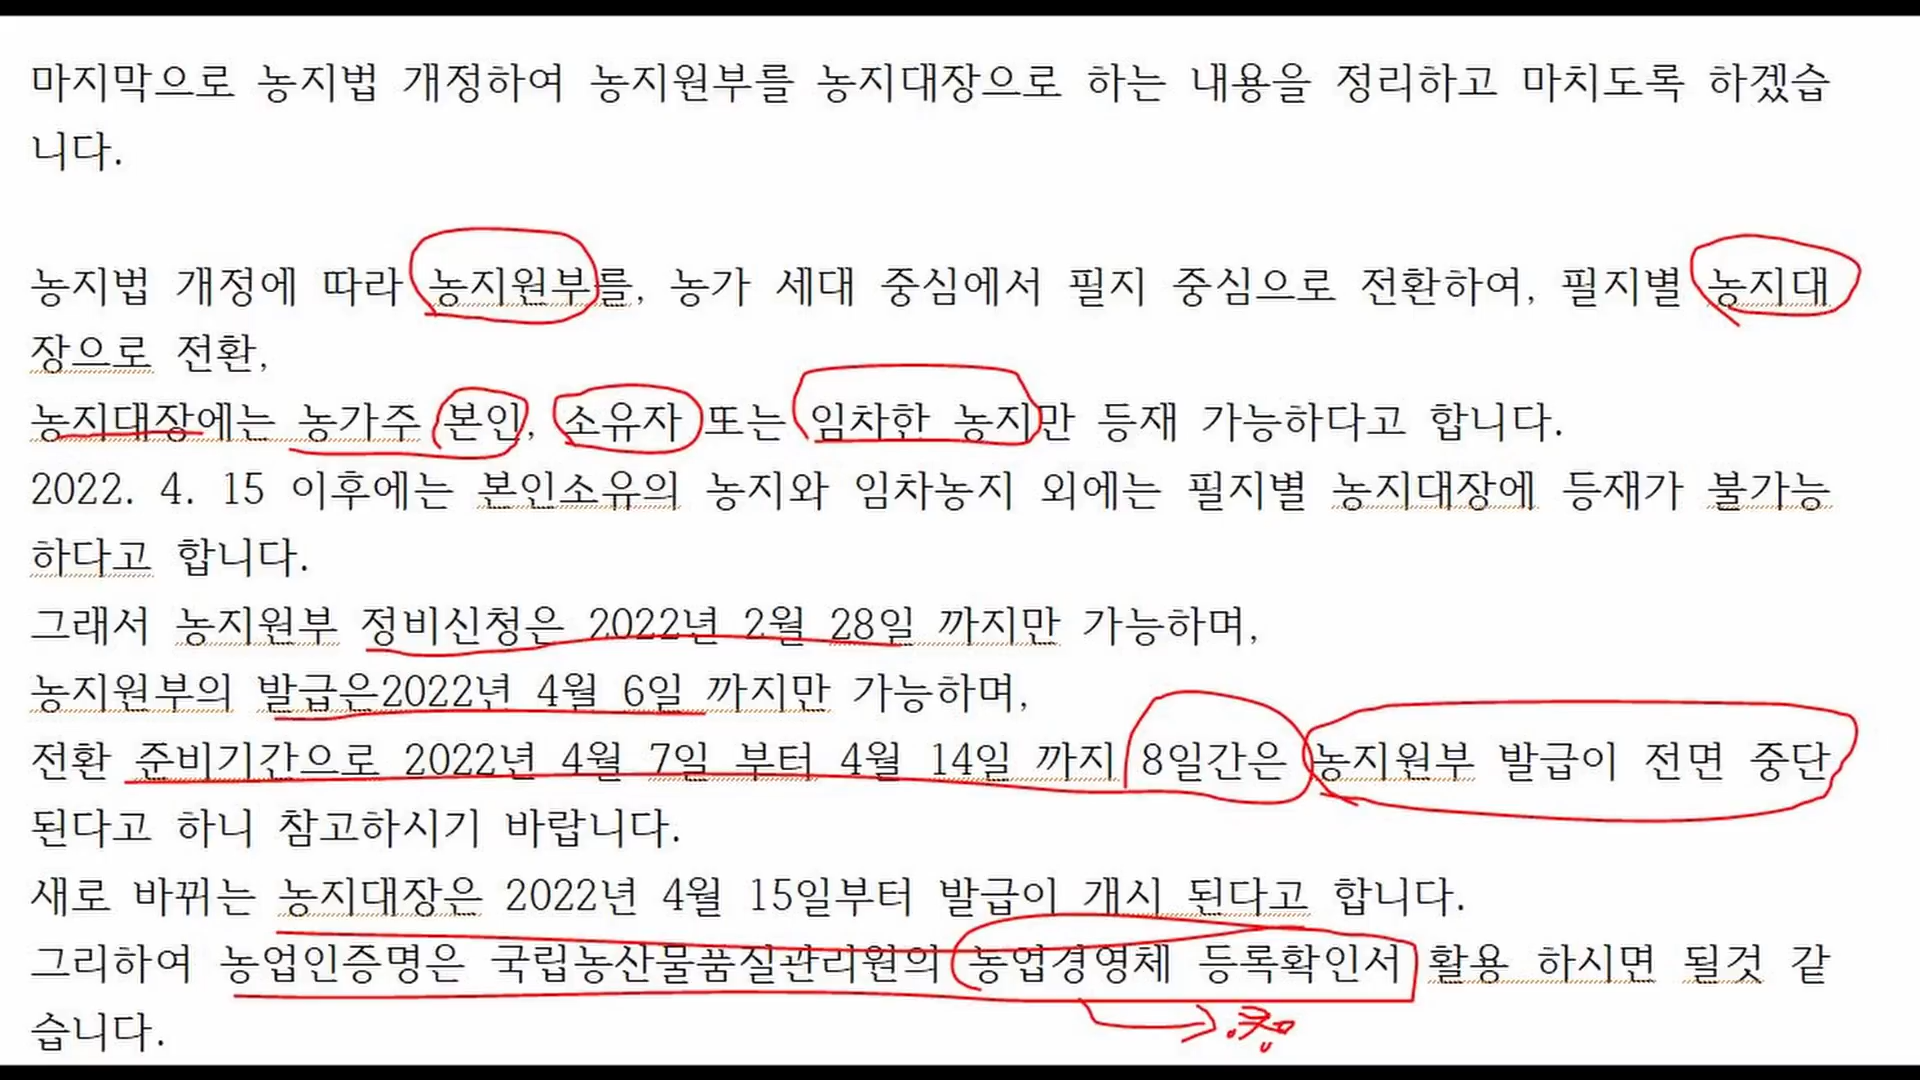 마지막으로 농지법 개정하여 농지원부를 농지대장으로 하는 내용을 정리하고 마치도록 하겠습
니다.
농지법 개정에 따라 농지원부를, 농가 세대 중심에서 필지 중심으로 전환하여, 필지별 농지대
장으로 전환,
농지대장에는 농가주 본인, 소유자 또는 임차한 농지만 등재 가능하다고 합니다.
2022. 4. 15 이후에는 본인소유의 농지와 임차농지 외에는 필지별 농지대장에 등재가 불가능
하다고 합니다.
그래서 농지원부 정비신청은 2022년 2월 28일 까지만 가능하며,
농지원부의 발급은2022년 4월 6일 까지만 가능하며,
전환 준비기간으로 2022년 4월 7일 부터 4월 14일 까지 8일간은 농지원부 발급이 전면 중단
된다고 하니 참고하시기 바랍니다.
새로 바뀌는 농지대장은 2022년 4월 15일부터 발급이 개시 된다고 합니다.
그리하여 농업인증명은 국립농산물품질관리원의 농업경영체 등록확인서 활용 하시면 될것 같
습니다.